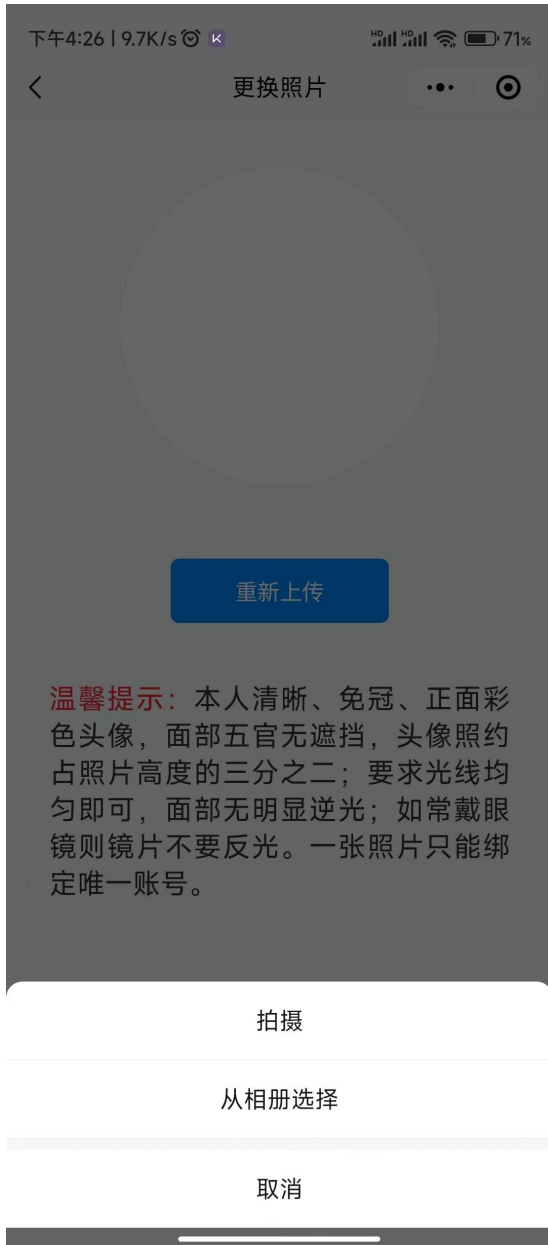 下午4:26 | 9.7K/s
HD HD 71%
更换照片
重新上传
温馨提示：本人清晰、免冠、正面彩
色头像，面部五官无遮挡，头像照约
占照片高度的三分之二；要求光线均
匀即可，面部无明显逆光；如常戴眼
镜则镜片不要反光。一张照片只能绑
定唯一账号。
拍摄
从相册选择
取消